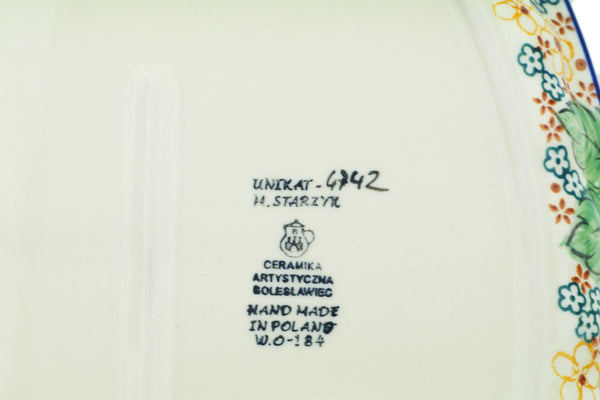 UNIKAT-4742
M. STARZYK
CERAMIKA
ARTYSTYCZNA
BOLESŁAWIEC
HAND MADE
IN POLAND
W.O-184